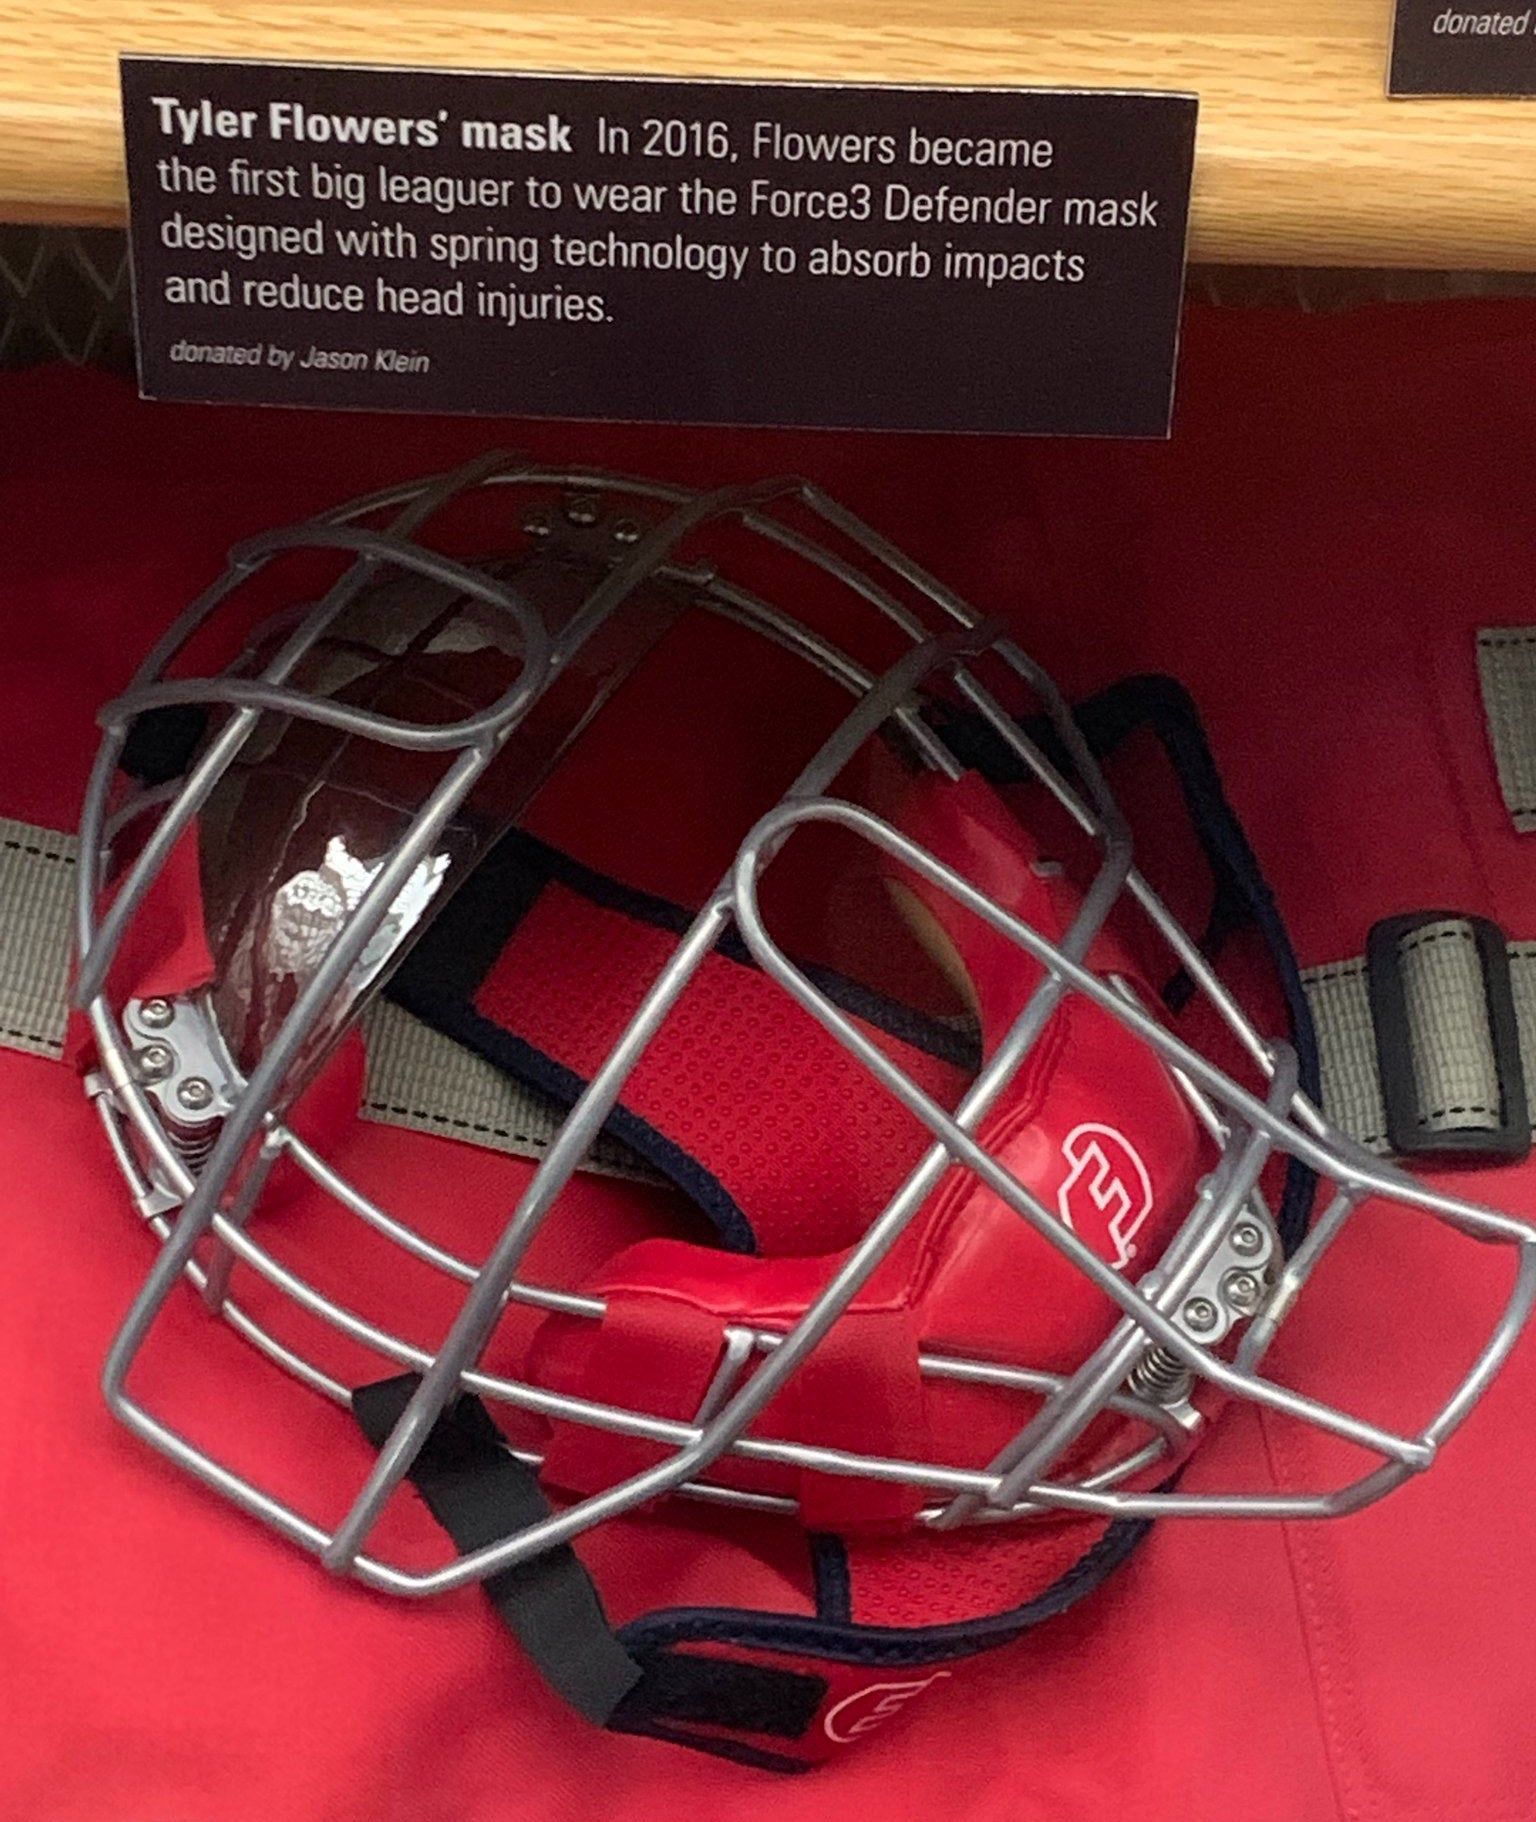 donated
Tyler Flowers' mask In 2016, Flowers became
the first big leaguer to wear the Force3 Defender mask
designed with spring technology to absorb impacts
and reduce head injuries.
donated by Jason Klein